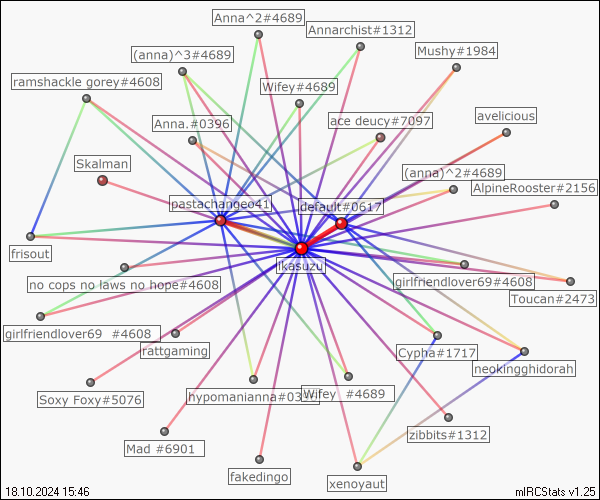 Anna^2#4689
Annarchist#1312
(anna)^3#4689
Mushy#1984
ramshackle gorey#4608
Wifey#4689
Anna.#0396
ace deucy#7097
avelicious
Skalman
(anna)^2#4689
AlpineRooster#2156
pastachangeo41
default#0617
frisout
ikasuzu
no cops no laws no hope#4608
girlfriendlover69#4608
Toucan#2473
girlfriendlover69 #4608
rattgaming
Cypha#1717
neokingghidorah
Soxy Foxy#5076
Wifey #4689
zibbits#1312
Mad #6901
fakedingo
xenoyaut
18.10.2024 15:46
mIRCStats v1.25